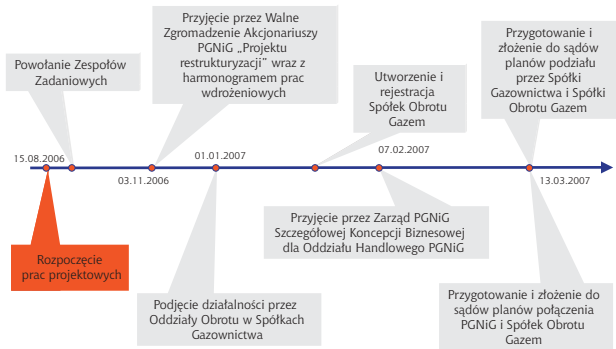 Przyjęcie przez Walne
Zgromadzenie Akcjonariuszy
PGNiG „Projektu
restrukturyzacji” wraz z
harmonogramem prac
wdrożeniowych
Przygotowanie i
złożenie do sądów
planów podziału
przez Spółki
Gazownictwa i Spółki
Obrotu Gazem
Powołanie Zespołów
Zadaniowych
Utworzenie i
rejestracja
Spółek Obrotu
Gazem
15.08.2006
01.01.2007
07.02.2007
03.11.2006
13.03.2007
Rozpoczęcie
prac projektowych
Przyjęcie przez Zarząd PGNiG
Szczegółowej Koncepcji Biznesowej
dla Oddziału Handlowego PGNiG
Podjęcie działalności przez
Oddziały Obrotu w Spółkach
Gazownictwa
Przygotowanie i złożenie do
sądów planów połączenia
PGNiG i Spółek Obrotu
Gazem